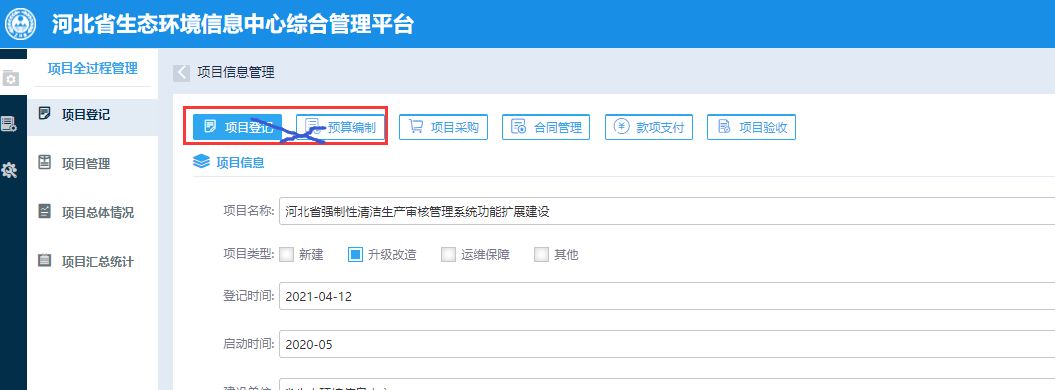 河北省生态环境信息中心综合管理平台
项目全过程管理
项目登记
项目管理
项目总体情况
项目汇总统计
项目信息管理
项目登记 预算编制 项目采购 合同管理 款项支付 项目验收
项目信息
项目名称: 河北省强制性清洁生产审核管理系统功能扩展建设
项目类型: 新建 升级改造 运维保障 其他
登记时间: 2021-04-12
启动时间: 2020-05